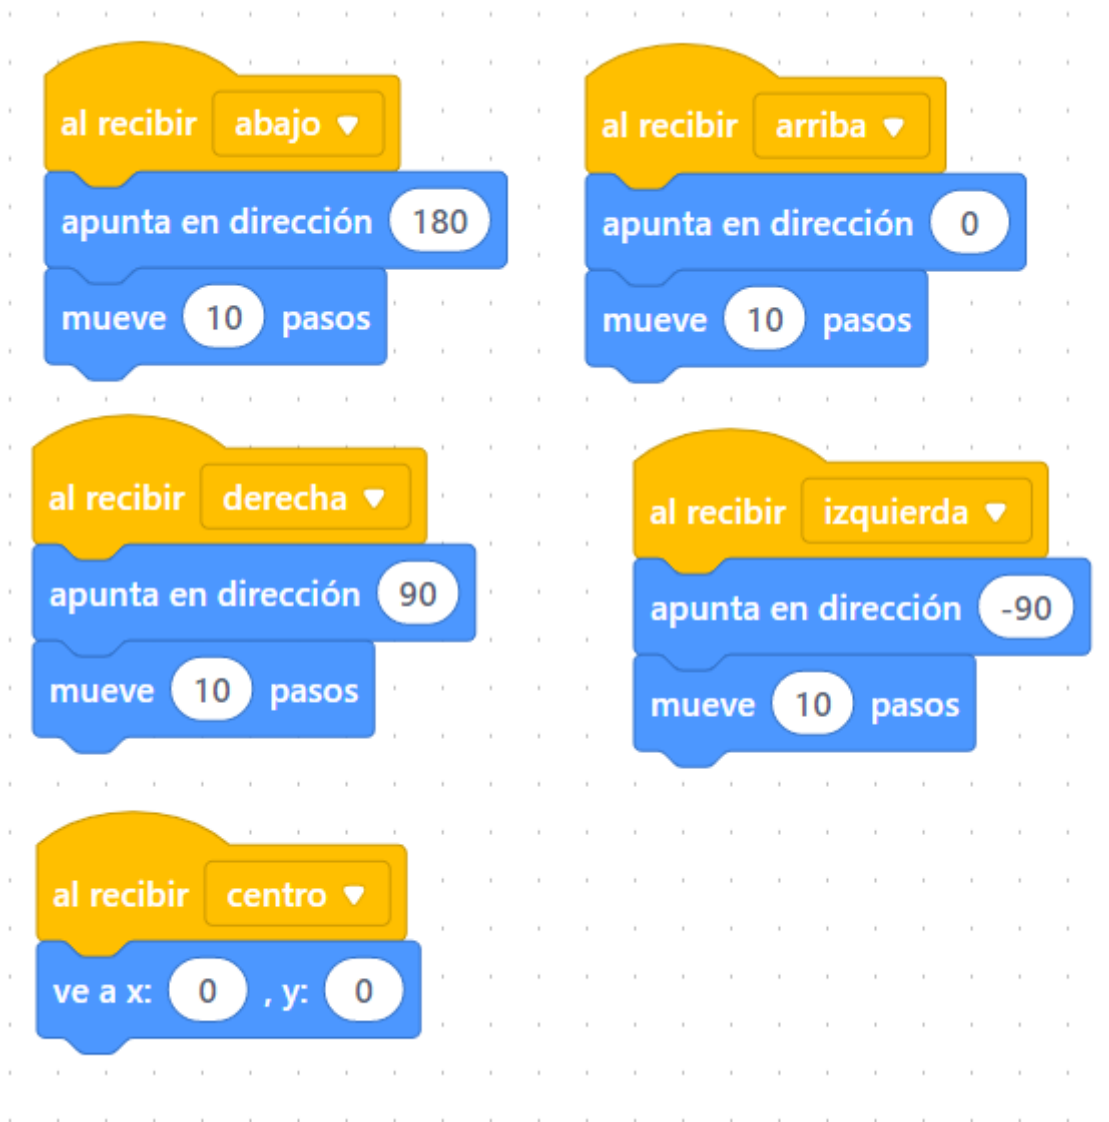 al recibir abajo
apunta en dirección 180
mueve 10 pasos
al recibir arriba
apunta en dirección 0
mueve 10 pasos
al recibir derecha
apunta en dirección 90
mueve 10 pasos
al recibir izquierda
apunta en dirección -90
mueve 10 pasos
al recibir centro
ve a x: 0 , y: 0